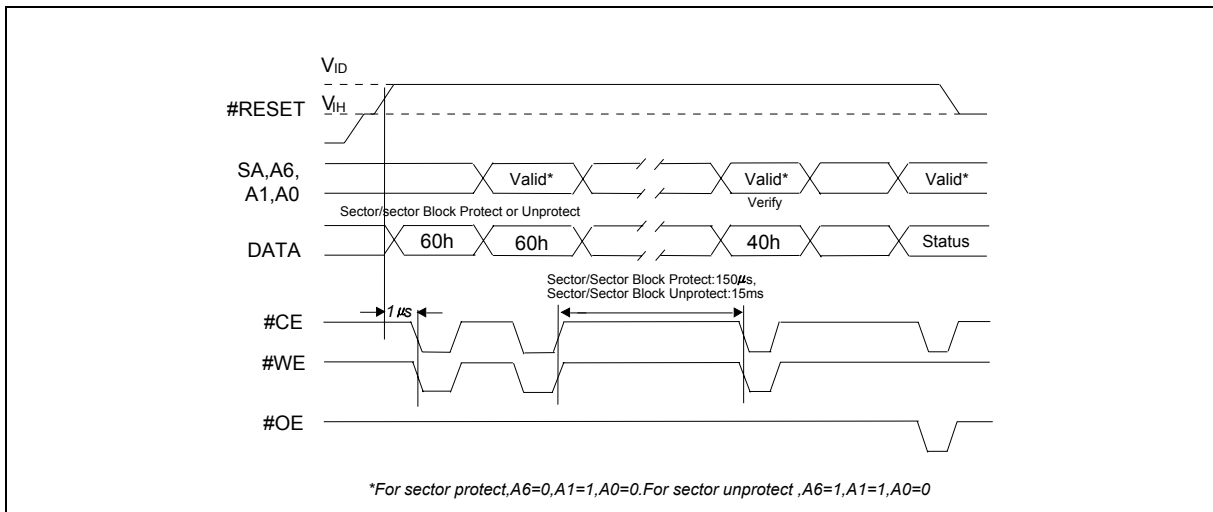 VID
VIH
#RESET
SA,A6,
A1,A0
Valid*
Valid*
Valid*
Verify
Sector/sector Block Protect or Unprotect
DATA
60h
60h
40h
Status
Sector/Sector Block Protect:150μs,
Sector/Sector Block Unprotect:15ms
1 μs
#CE
#WE
#OE
*For sector protect,A6=0,A1=1,A0=0.For sector unprotect ,A6=1,A1=1,A0=0